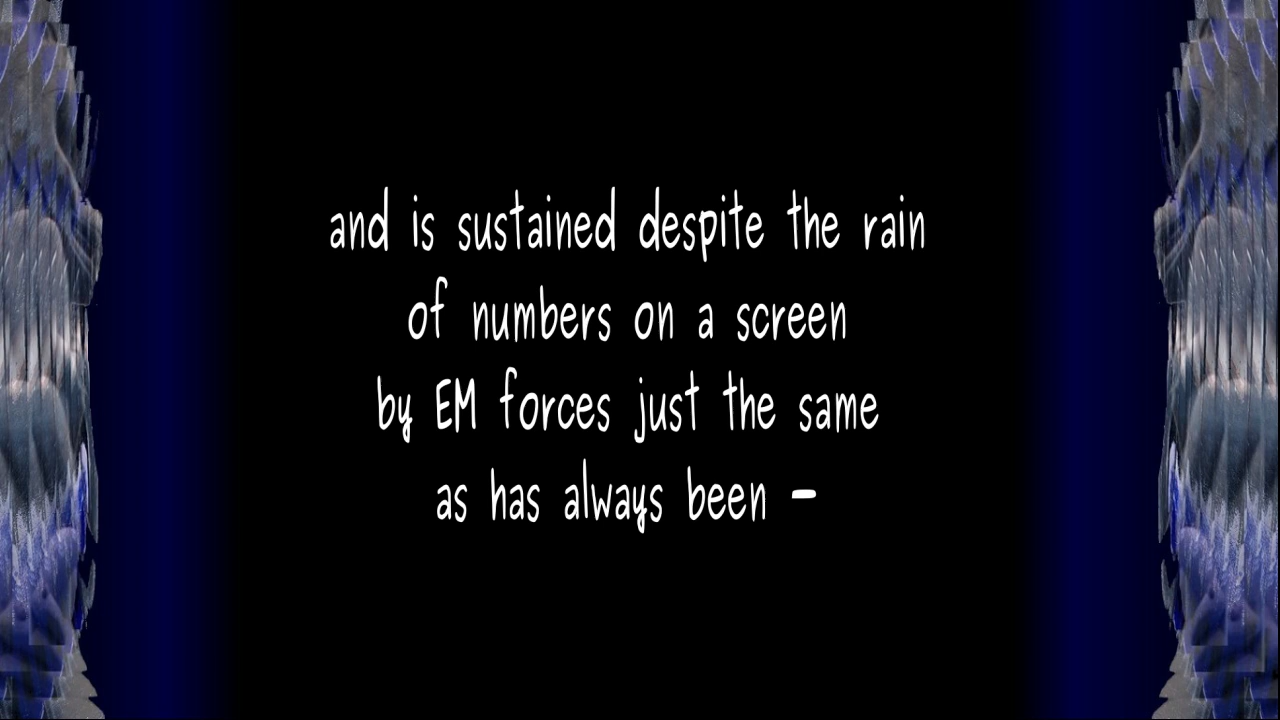 and is sustained despite the rain
of numbers on a screen
by EM forces just the same
as has always been -